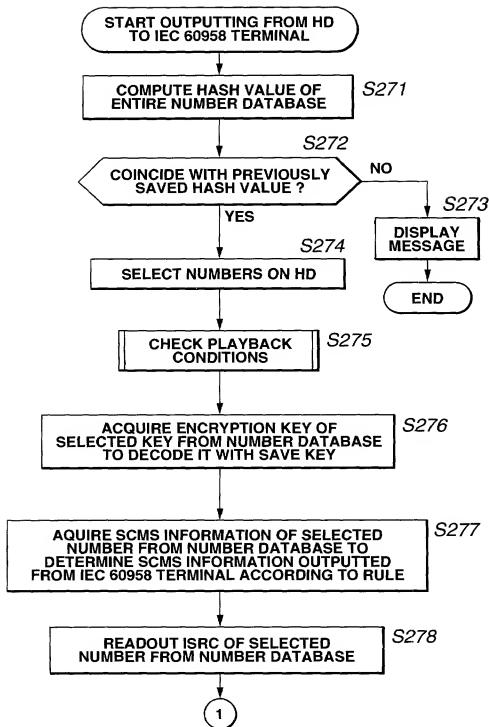 START OUTPUTTING FROM HD
TO IEC 60958 TERMINAL
COMPUTE HASH VALUE OF
ENTIRE NUMBER DATABASE
S271
S272
COINCIDE WITH PREVIOUSLY
SAVED HASH VALUE ?
NO
YES
S273
DISPLAY
MESSAGE
END
S274
SELECT NUMBERS ON HD
CHECK PLAYBACK
CONDITIONS
S275
ACQUIRE ENCRYPTION KEY OF
SELECTED KEY FROM NUMBER DATABASE
TO DECODE IT WITH SAVE KEY
S276
AQUIRE SCMS INFORMATION OF SELECTED
NUMBER FROM NUMBER DATABASE TO
DETERMINE SCMS INFORMATION OUTPUTTED
FROM IEC 60958 TERMINAL ACCORDING TO RULE
S277
READOUT ISRC OF SELECTED
NUMBER FROM NUMBER DATABASE
S278
1